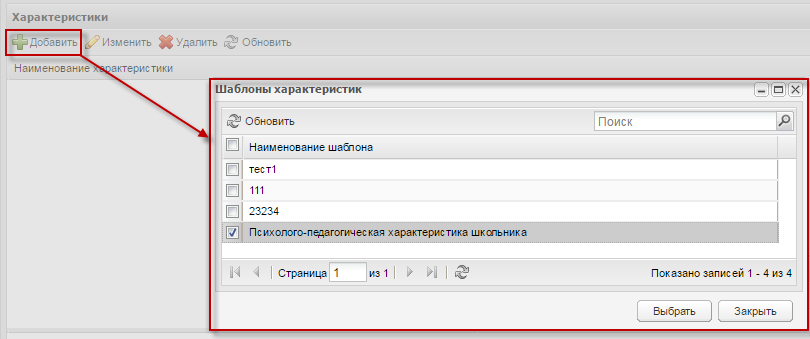 Характеристики
Добавить Изменить Удалить Обновить
Наименование характеристики
Шаблоны характеристик
Обновить Поиск
Наименование шаблона
тест1
111
23234
Психолого-педагогическая характеристика школьника
Страница 1 из 1 Показано записей 1 - 4 из 4
Выбрать Закрыть